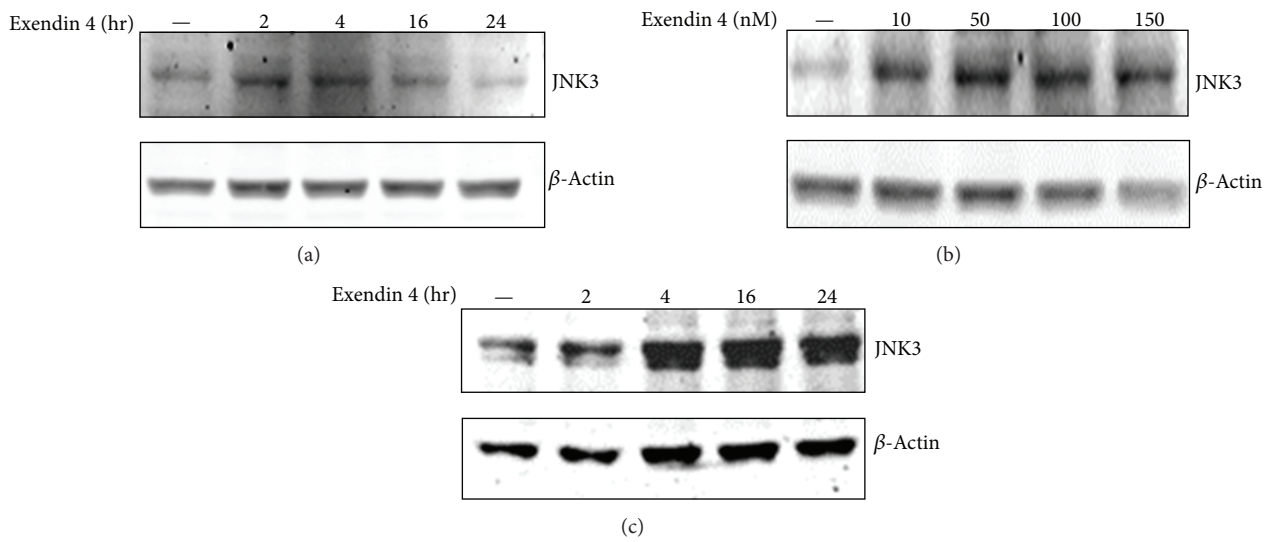 Exendin 4 (hr) — 2 4 16 24
JNK3
β-Actin
(a)
Exendin 4 (nM) — 10 50 100 150
JNK3
β-Actin
(b)
Exendin 4 (hr) — 2 4 16 24
JNK3
β-Actin
(c)